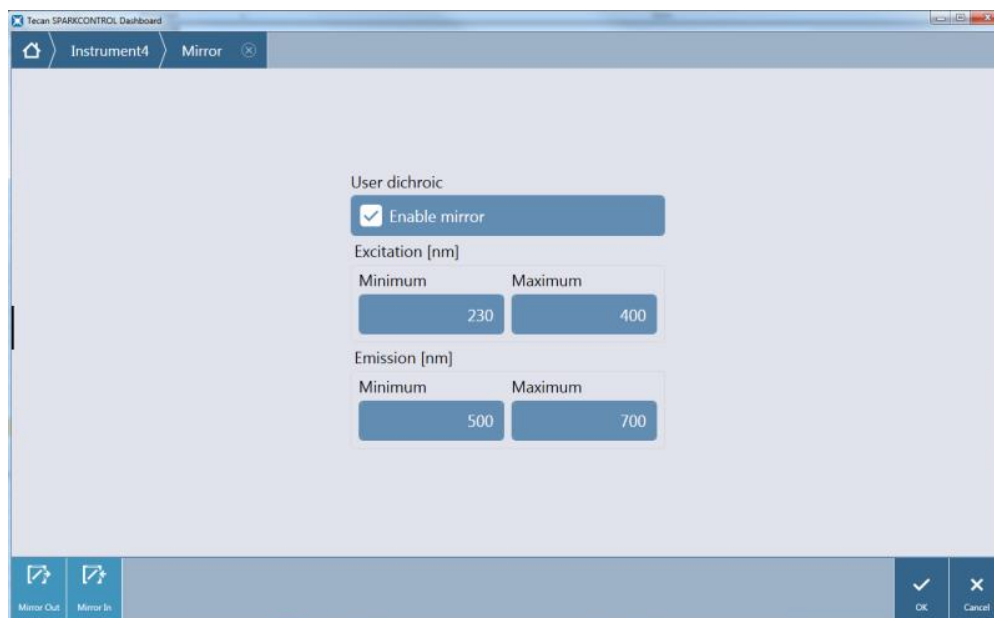 Tecan SPARKCONTROL Dashboard
Instrument4 Mirror
User dichroic
Enable mirror
Excitation [nm]
Minimum Maximum
230 400
Emission [nm]
Minimum Maximum
500 700
Mirror Out Mirror In OK Cancel